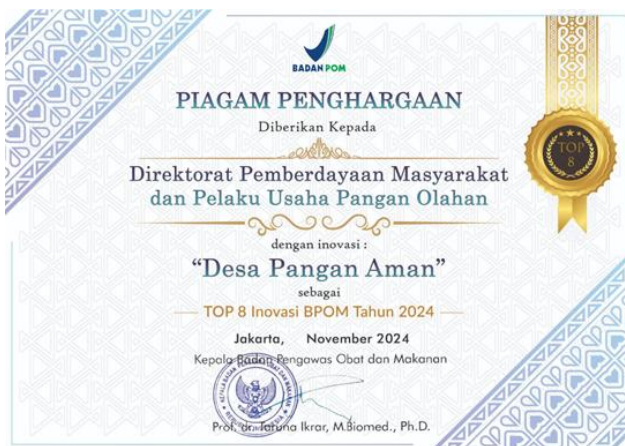 BADAN POM
PIAGAM PENGHARGAAN
Diberikan Kepada
Direktorat Pemberdayaan Masyarakat
dan Pelaku Usaha Pangan Olahan
TOP
8
dengan inovasi :
“Desa Pangan Aman”
sebagai
TOP 8 Inovasi BPOM Tahun 2024
Jakarta, November 2024
Kepala Badan Pengawas Obat dan Makanan
Prof. dr. Taruna Ikrar, M.Biomed., Ph.D.